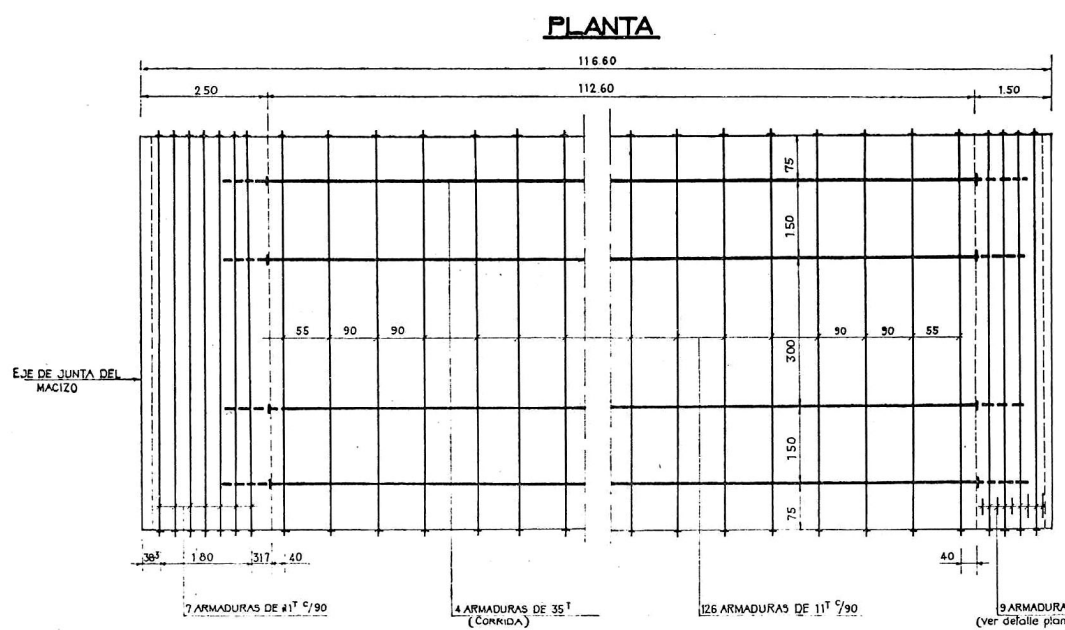 PLANTA
116.60
2.50
112.60
1.50
75
150
55
90
90
90
90
55
300
EJE DE JUNTA DEL
MACIZO
150
75
38⁵
1 80
317
40
40
7 ARMADURAS DE 11ᵀ ᶜ/90
4 ARMADURAS DE 35ᵀ
(CORRIDA)
126 ARMADURAS DE 11ᵀ ᶜ/90
9 ARMADURA
(ver detalle plan